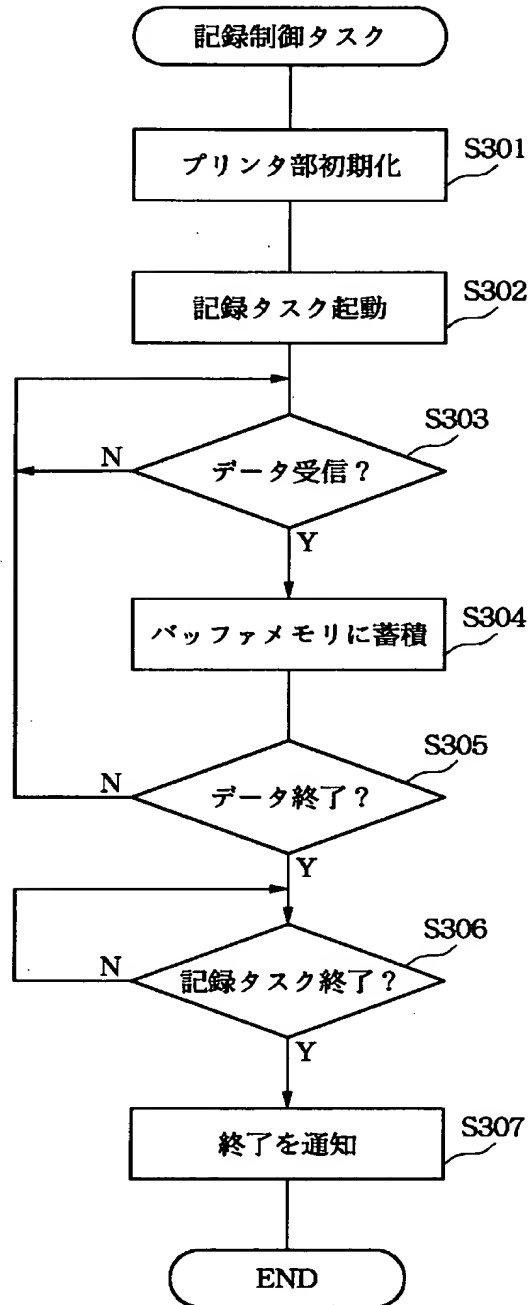 記録制御タスク
プリンタ部初期化
S301
記録タスク起動
S302
データ受信？
S303
N
Y
バッファメモリに蓄積
S304
データ終了？
S305
N
Y
記録タスク終了？
S306
N
Y
終了を通知
S307
END